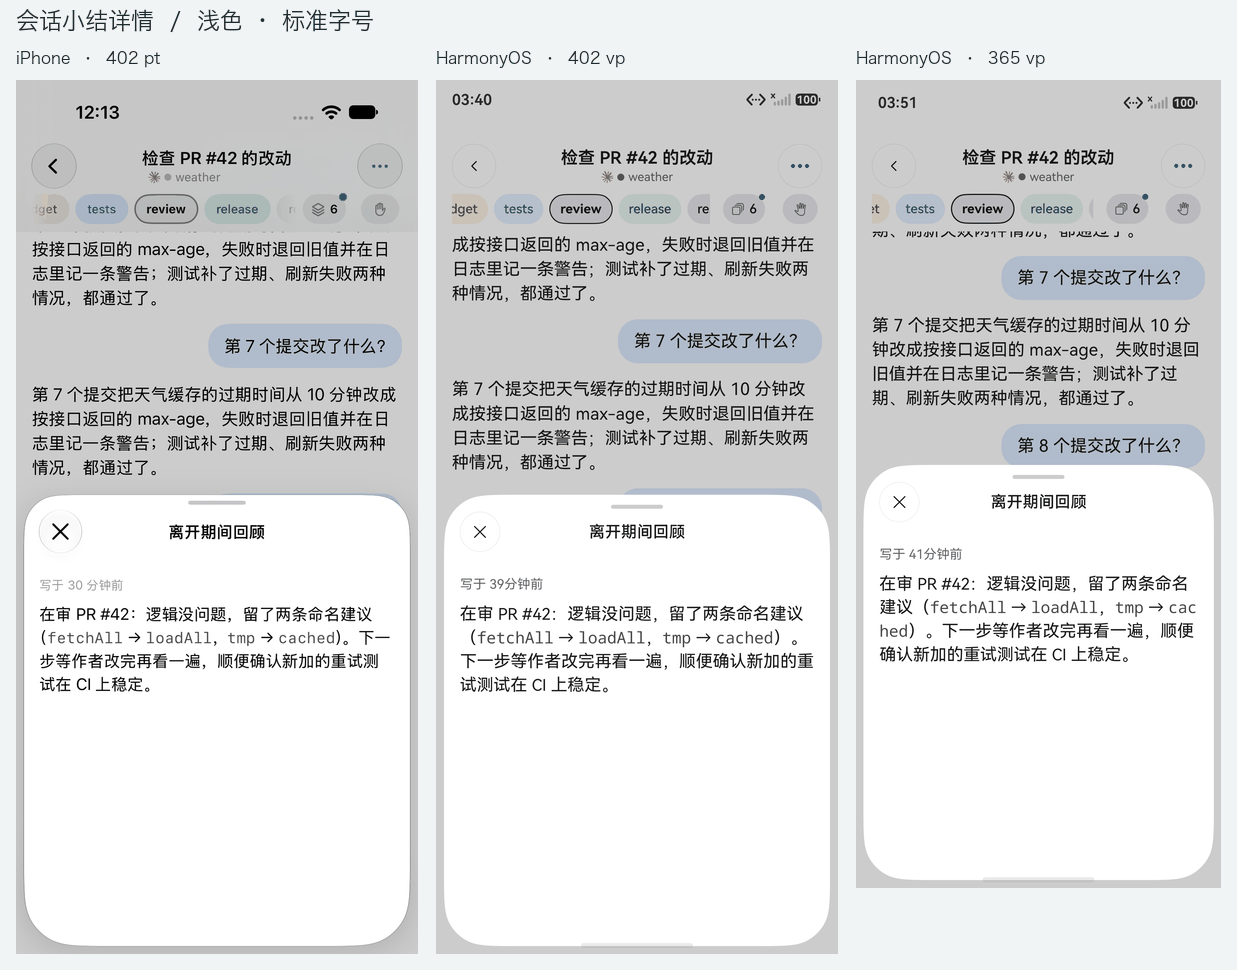 会话小结详情 / 浅色 · 标准字号
iPhone · 402 pt
12:13
检查 PR #42 的改动
weather
dget
tests
review
release
6
按接口返回的 max-age，失败时退回旧值并在日
志里记一条警告；测试补了过期、刷新失败两种
情况，都通过了。
第 7 个提交改了什么？
第 7 个提交把天气缓存的过期时间从 10 分钟改成
按接口返回的 max-age，失败时退回旧值并在日
志里记一条警告；测试补了过期、刷新失败两种
情况，都通过了。
离开期间回顾
写于 30 分钟前
在审 PR #42：逻辑没问题，留了两条命名建议
（fetchAll → loadAll，tmp → cached）。下一
步等作者改完再看一遍，顺便确认新加的重试测
试在 CI 上稳定。
HarmonyOS · 402 vp
03:40
100
检查 PR #42 的改动
weather
dget
tests
review
release
re
6
成按接口返回的 max-age，失败时退回旧值并在
日志里记一条警告；测试补了过期、刷新失败两
种情况，都通过了。
第 7 个提交改了什么？
第 7 个提交把天气缓存的过期时间从 10 分钟改
成按接口返回的 max-age，失败时退回旧值并在
日志里记一条警告；测试补了过期、刷新失败两
种情况，都通过了。
离开期间回顾
写于 39分钟前
在审 PR #42：逻辑没问题，留了两条命名建议
（fetchAll → loadAll，tmp → cached）。
下一步等作者改完再看一遍，顺便确认新加的重
试测试在 CI 上稳定。
HarmonyOS · 365 vp
03:51
100
检查 PR #42 的改动
weather
et
tests
review
release
6
期、刷新失败两种情况，都通过了。
第 7 个提交改了什么？
第 7 个提交把天气缓存的过期时间从 10 分
钟改成按接口返回的 max-age，失败时退回
旧值并在日志里记一条警告；测试补了过
期、刷新失败两种情况，都通过了。
第 8 个提交改了什么？
离开期间回顾
写于 41分钟前
在审 PR #42：逻辑没问题，留了两条命名
建议（fetchAll → loadAll，tmp → cac
hed）。下一步等作者改完再看一遍，顺便
确认新加的重试测试在 CI 上稳定。